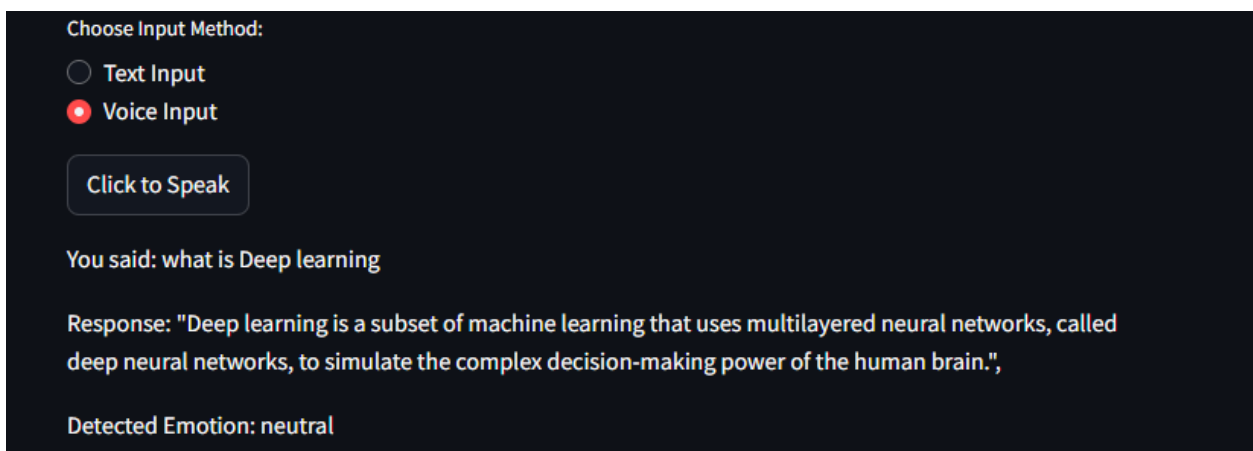 Choose Input Method:
Text Input
Voice Input
Click to Speak
You said: what is Deep learning
Response: "Deep learning is a subset of machine learning that uses multilayered neural networks, called
deep neural networks, to simulate the complex decision-making power of the human brain.",
Detected Emotion: neutral